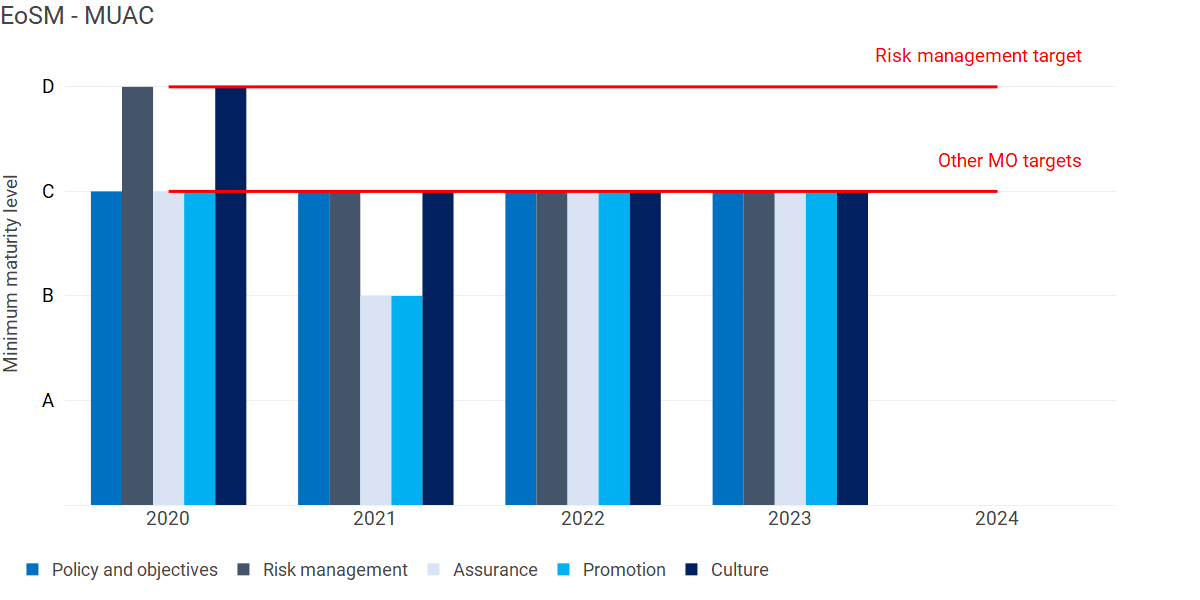 EoSM - MUAC
Risk management target
D
Other MO targets
C
Minimum maturity level
B
A
2020 2021 2022 2023 2024
Policy and objectives Risk management Assurance Promotion Culture